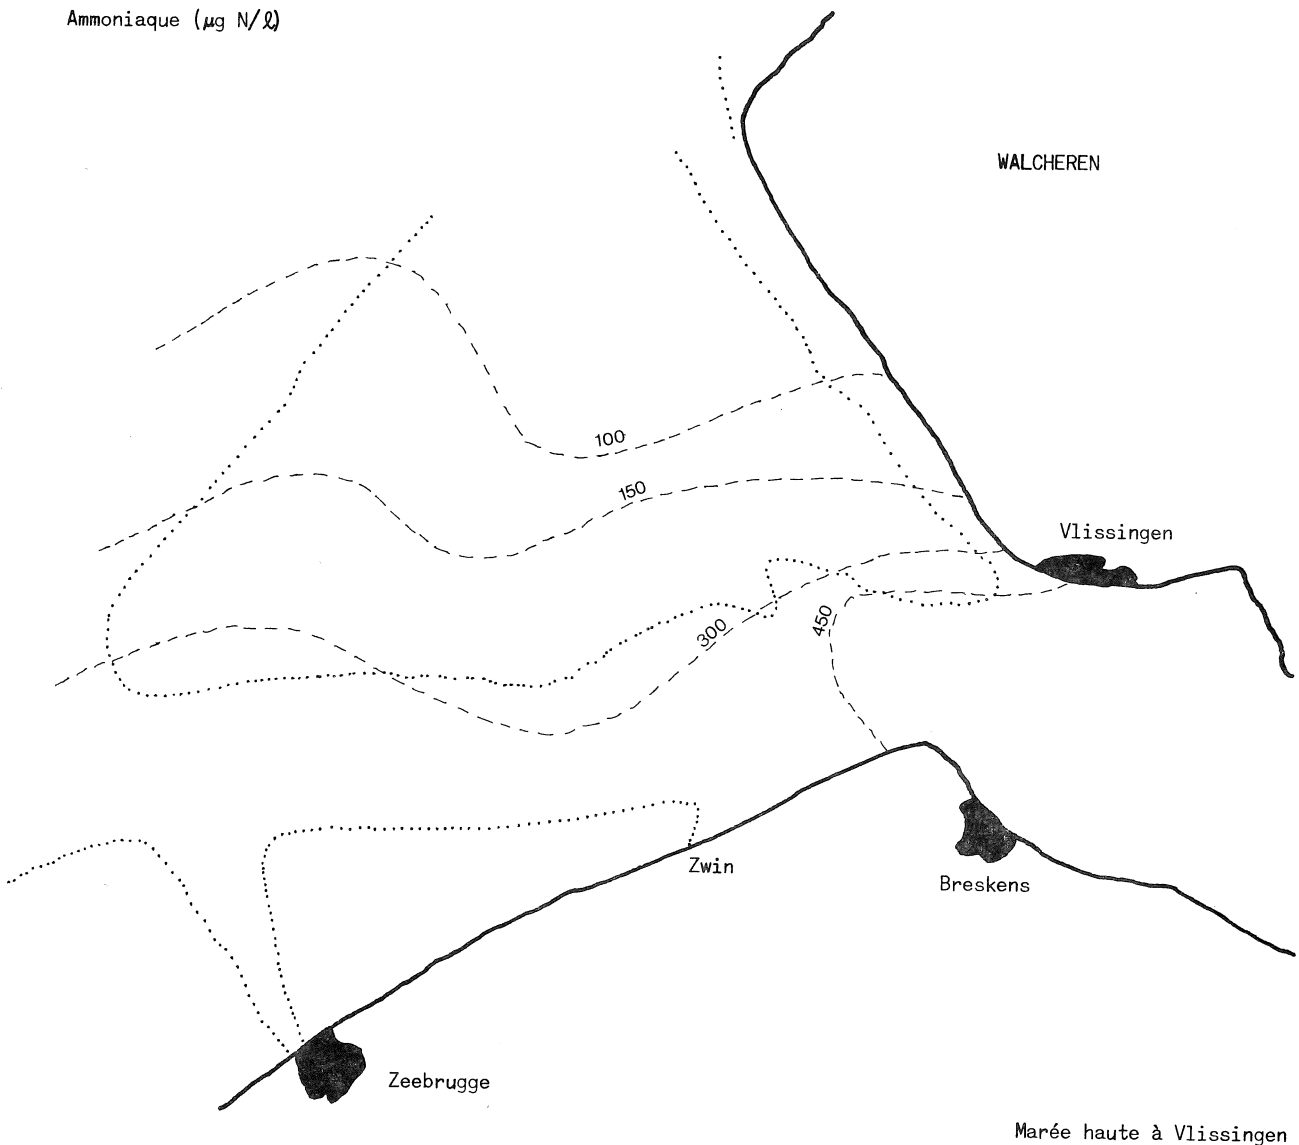 Ammoniaque (µg N/ℓ)
WALCHEREN
100
150
Vlissingen
300
450
Zwin
Breskens
Zeebrugge
Marée haute à Vlissingen